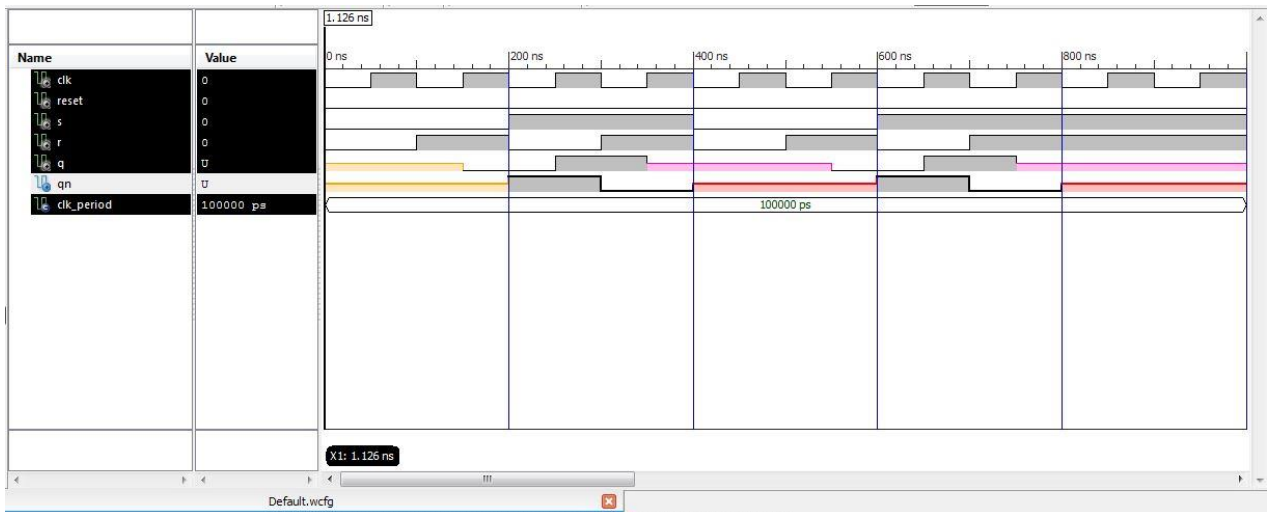 1.126 ns
Name Value
0 ns 200 ns 400 ns 600 ns 800 ns
clk 0
reset 0
s 0
r 0
q U
qn U
clk_period 100000 ps 100000 ps
X1: 1.126 ns
Default.wcfg